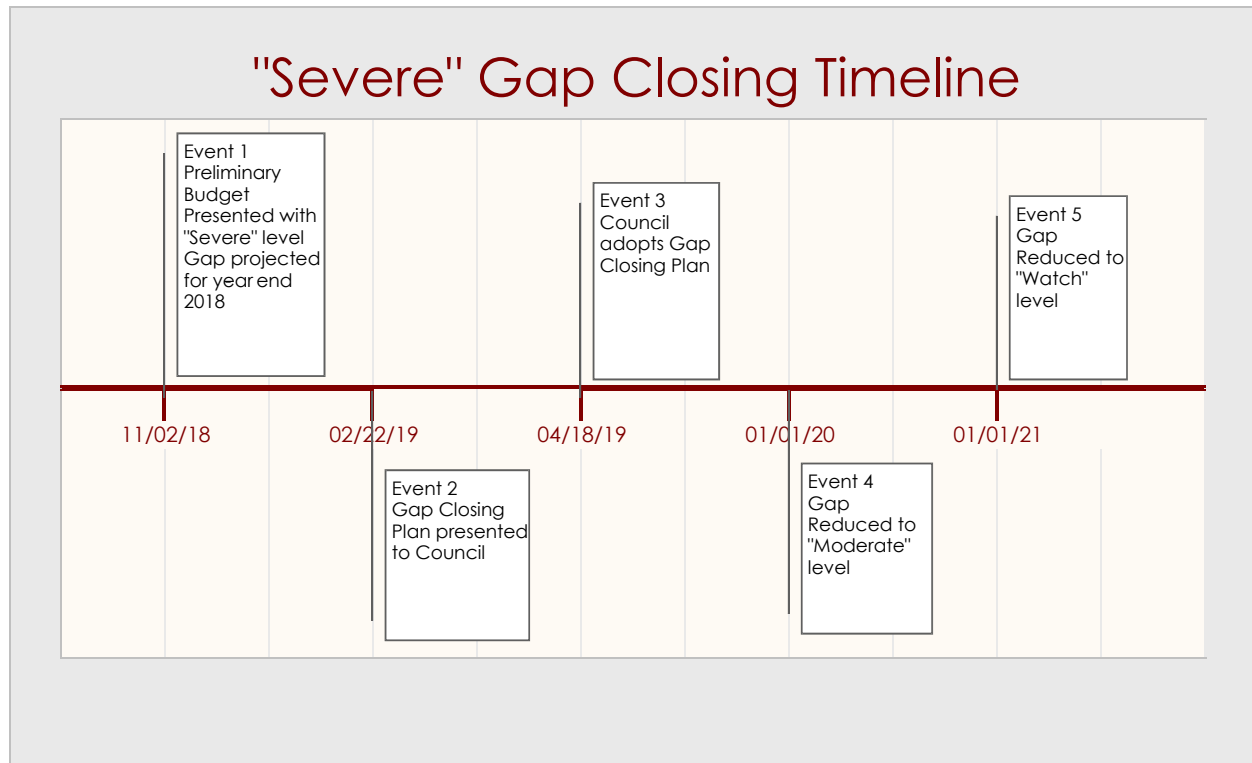 "Severe" Gap Closing Timeline
Event 1
Preliminary
Budget
Presented with
"Severe" level
Gap projected
for year end
2018
Event 3
Council
adopts Gap
Closing Plan
Event 5
Gap
Reduced to
"Watch"
level
11/02/18
02/22/19
04/18/19
01/01/20
01/01/21
Event 2
Gap Closing
Plan presented
to Council
Event 4
Gap
Reduced to
"Moderate"
level